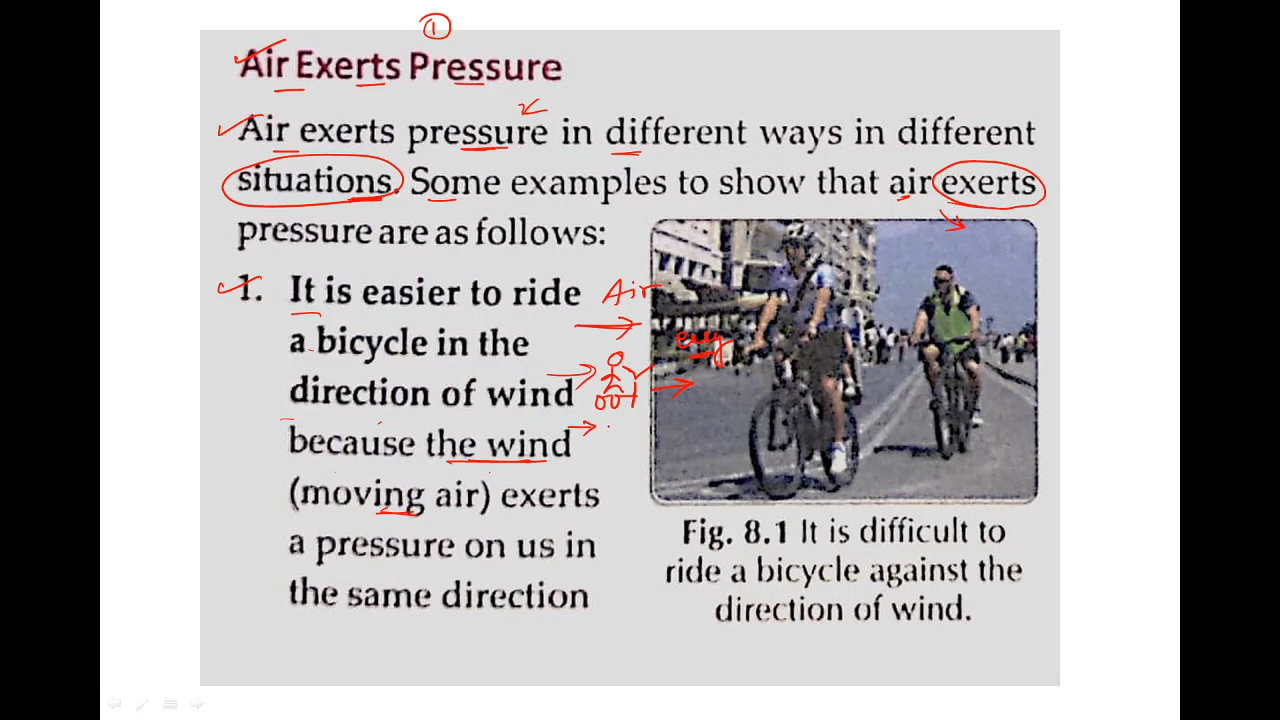 ①
Air Exerts Pressure
Air exerts pressure in different ways in different
situations. Some examples to show that air exerts
pressure are as follows:
1. It is easier to ride
a bicycle in the
direction of wind
because the wind
(moving air) exerts
a pressure on us in
the same direction
Air
Fig. 8.1 It is difficult to
ride a bicycle against the
direction of wind.